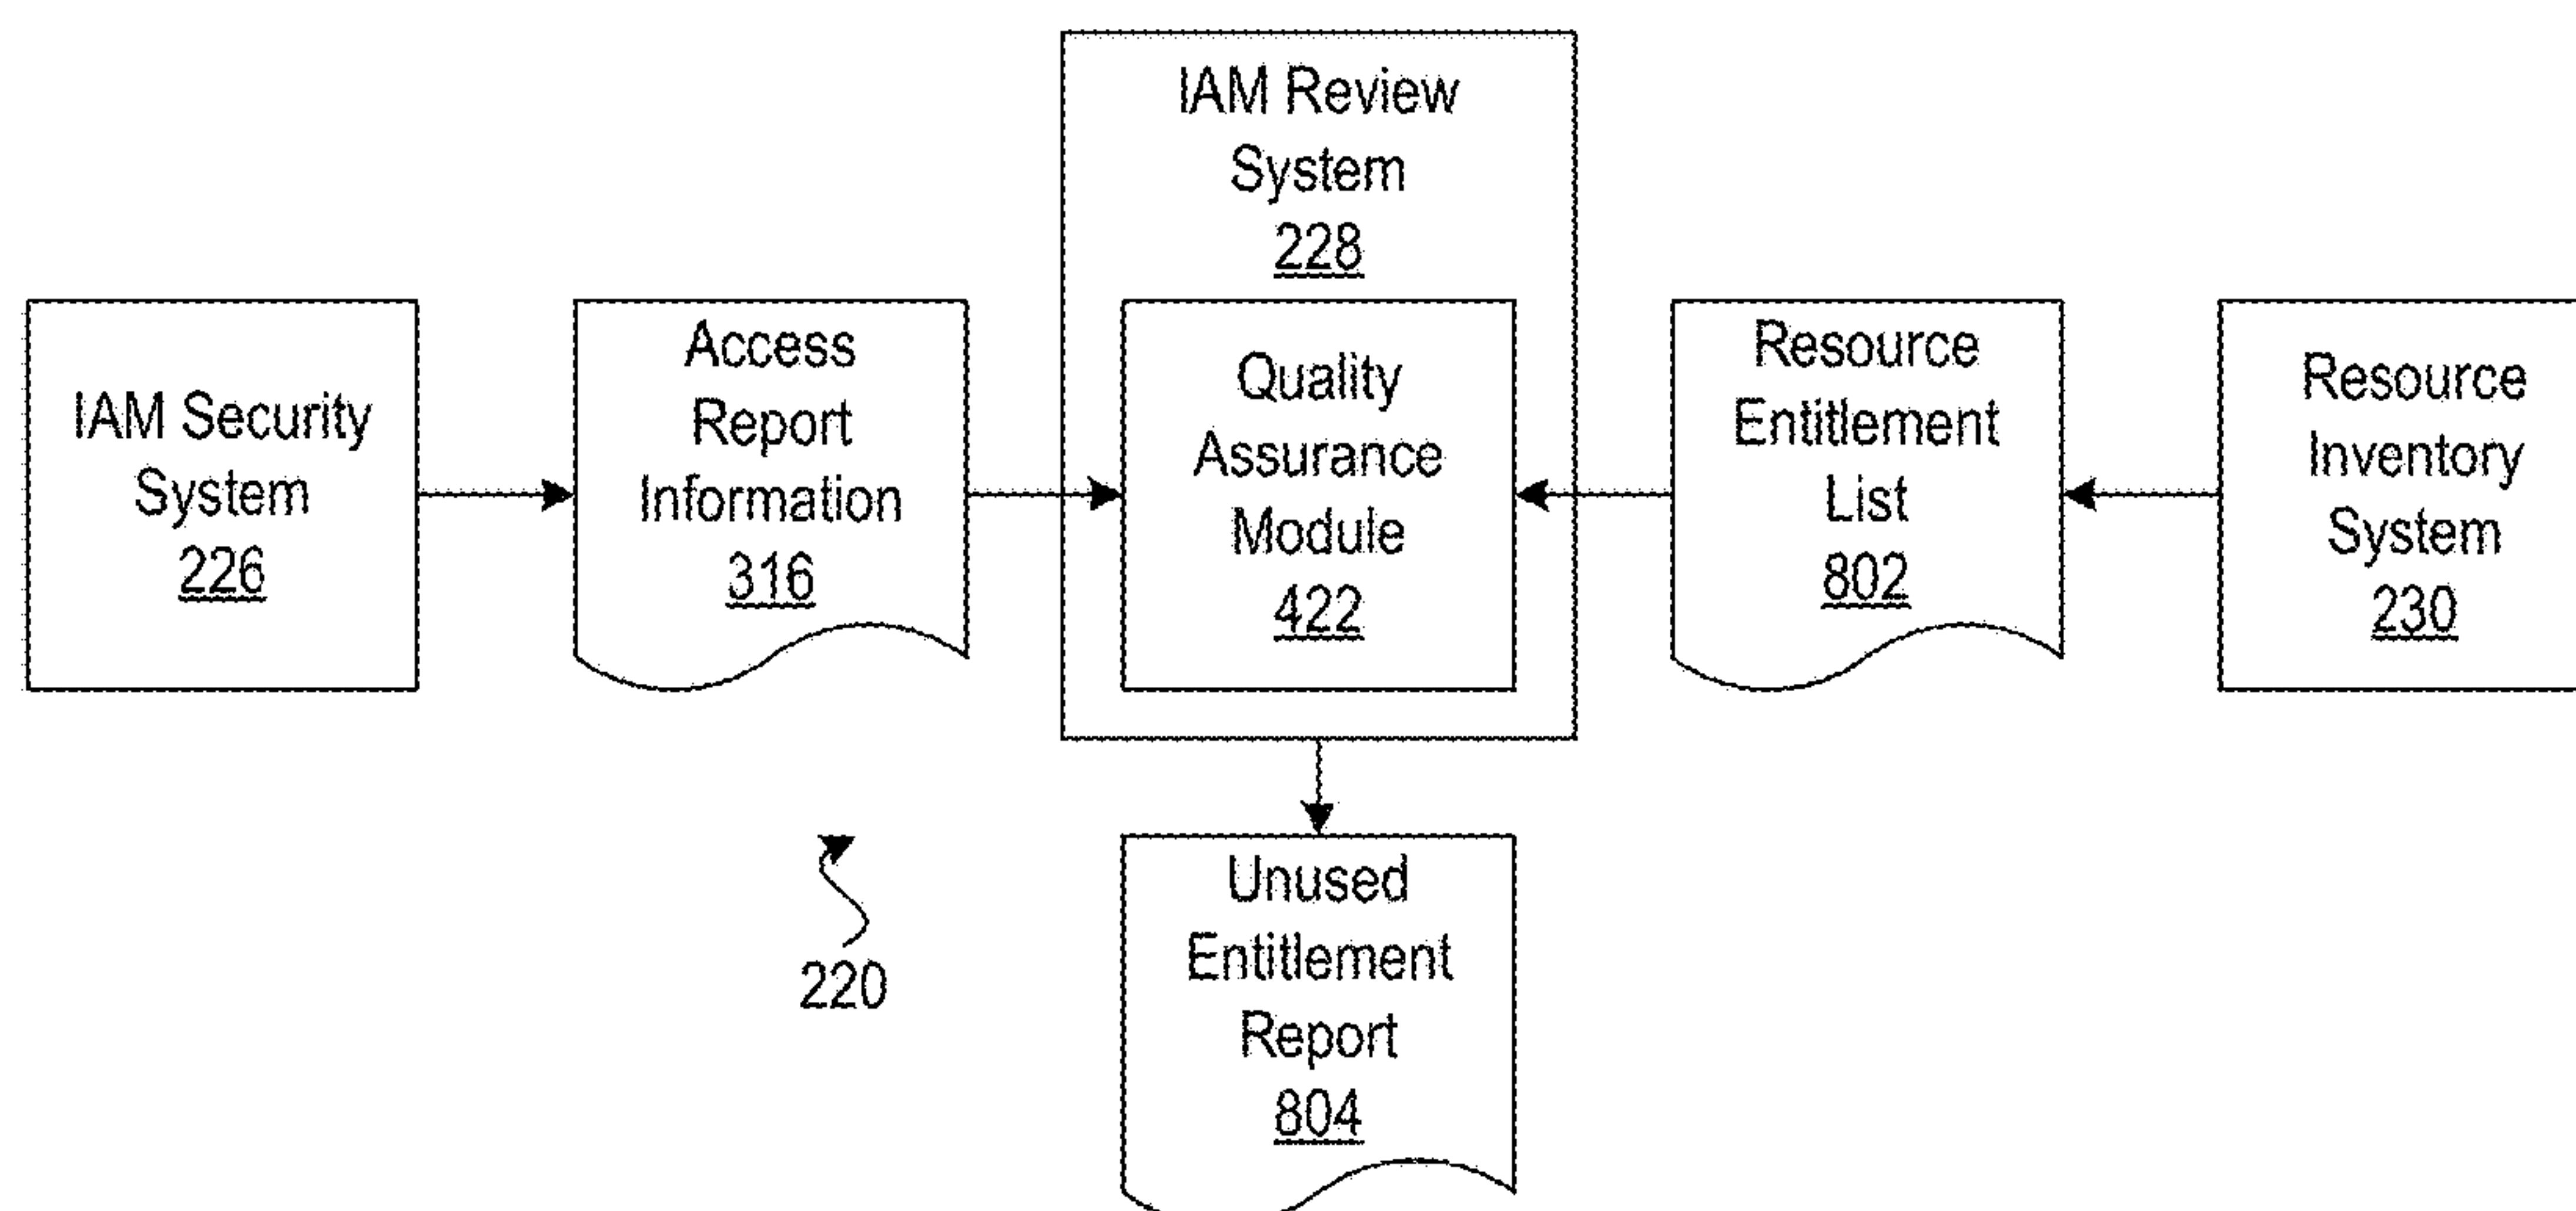 IAM Security
System
226
Access
Report
Information
316
IAM Review
System
228
Quality
Assurance
Module
422
Resource
Entitlement
List
802
Resource
Inventory
System
230
220
Unused
Entitlement
Report
804